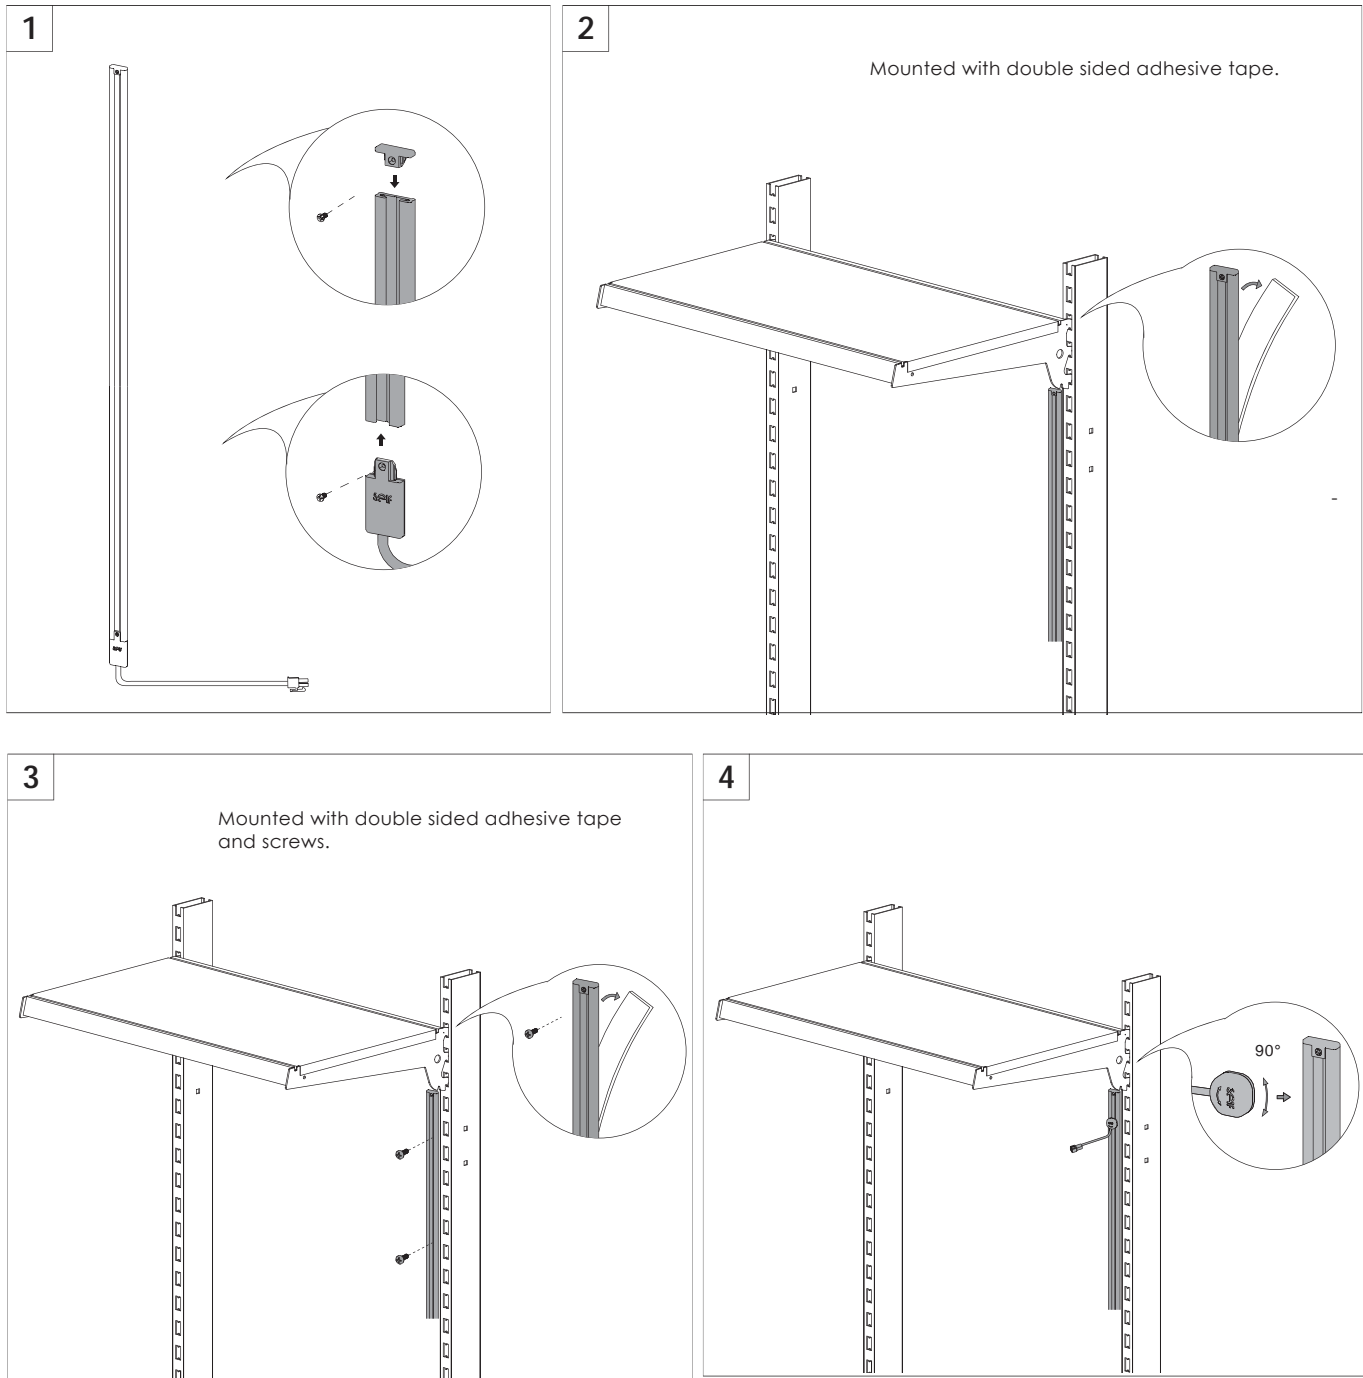 1
2
Mounted with double sided adhesive tape.
3
Mounted with double sided adhesive tape
and screws.
4
90°